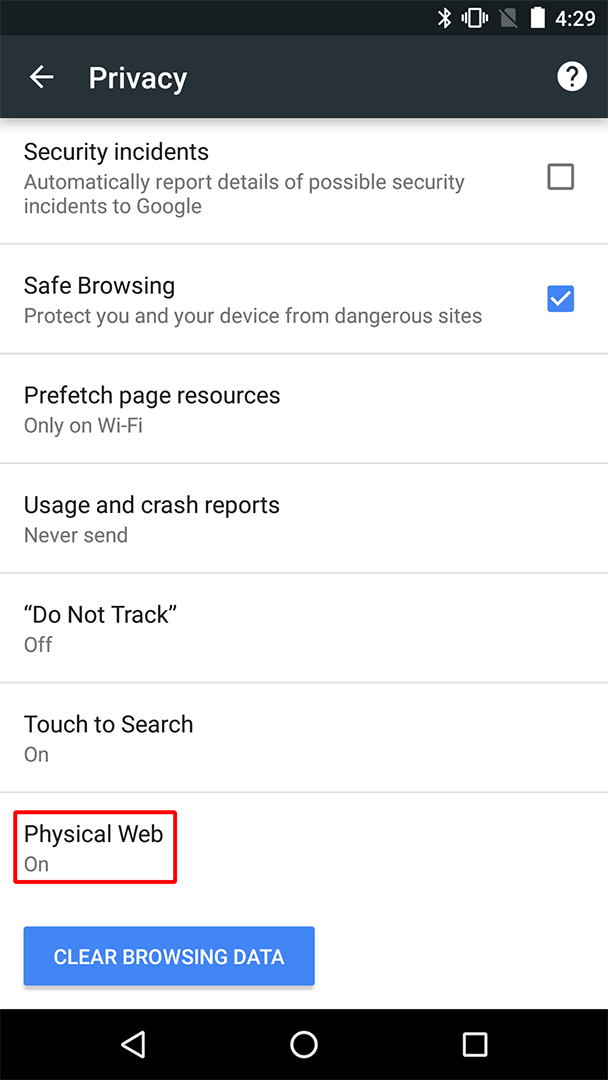 4:29
Privacy
Security incidents
Automatically report details of possible security
incidents to Google
Safe Browsing
Protect you and your device from dangerous sites
Prefetch page resources
Only on Wi-Fi
Usage and crash reports
Never send
“Do Not Track”
Off
Touch to Search
On
Physical Web
On
CLEAR BROWSING DATA